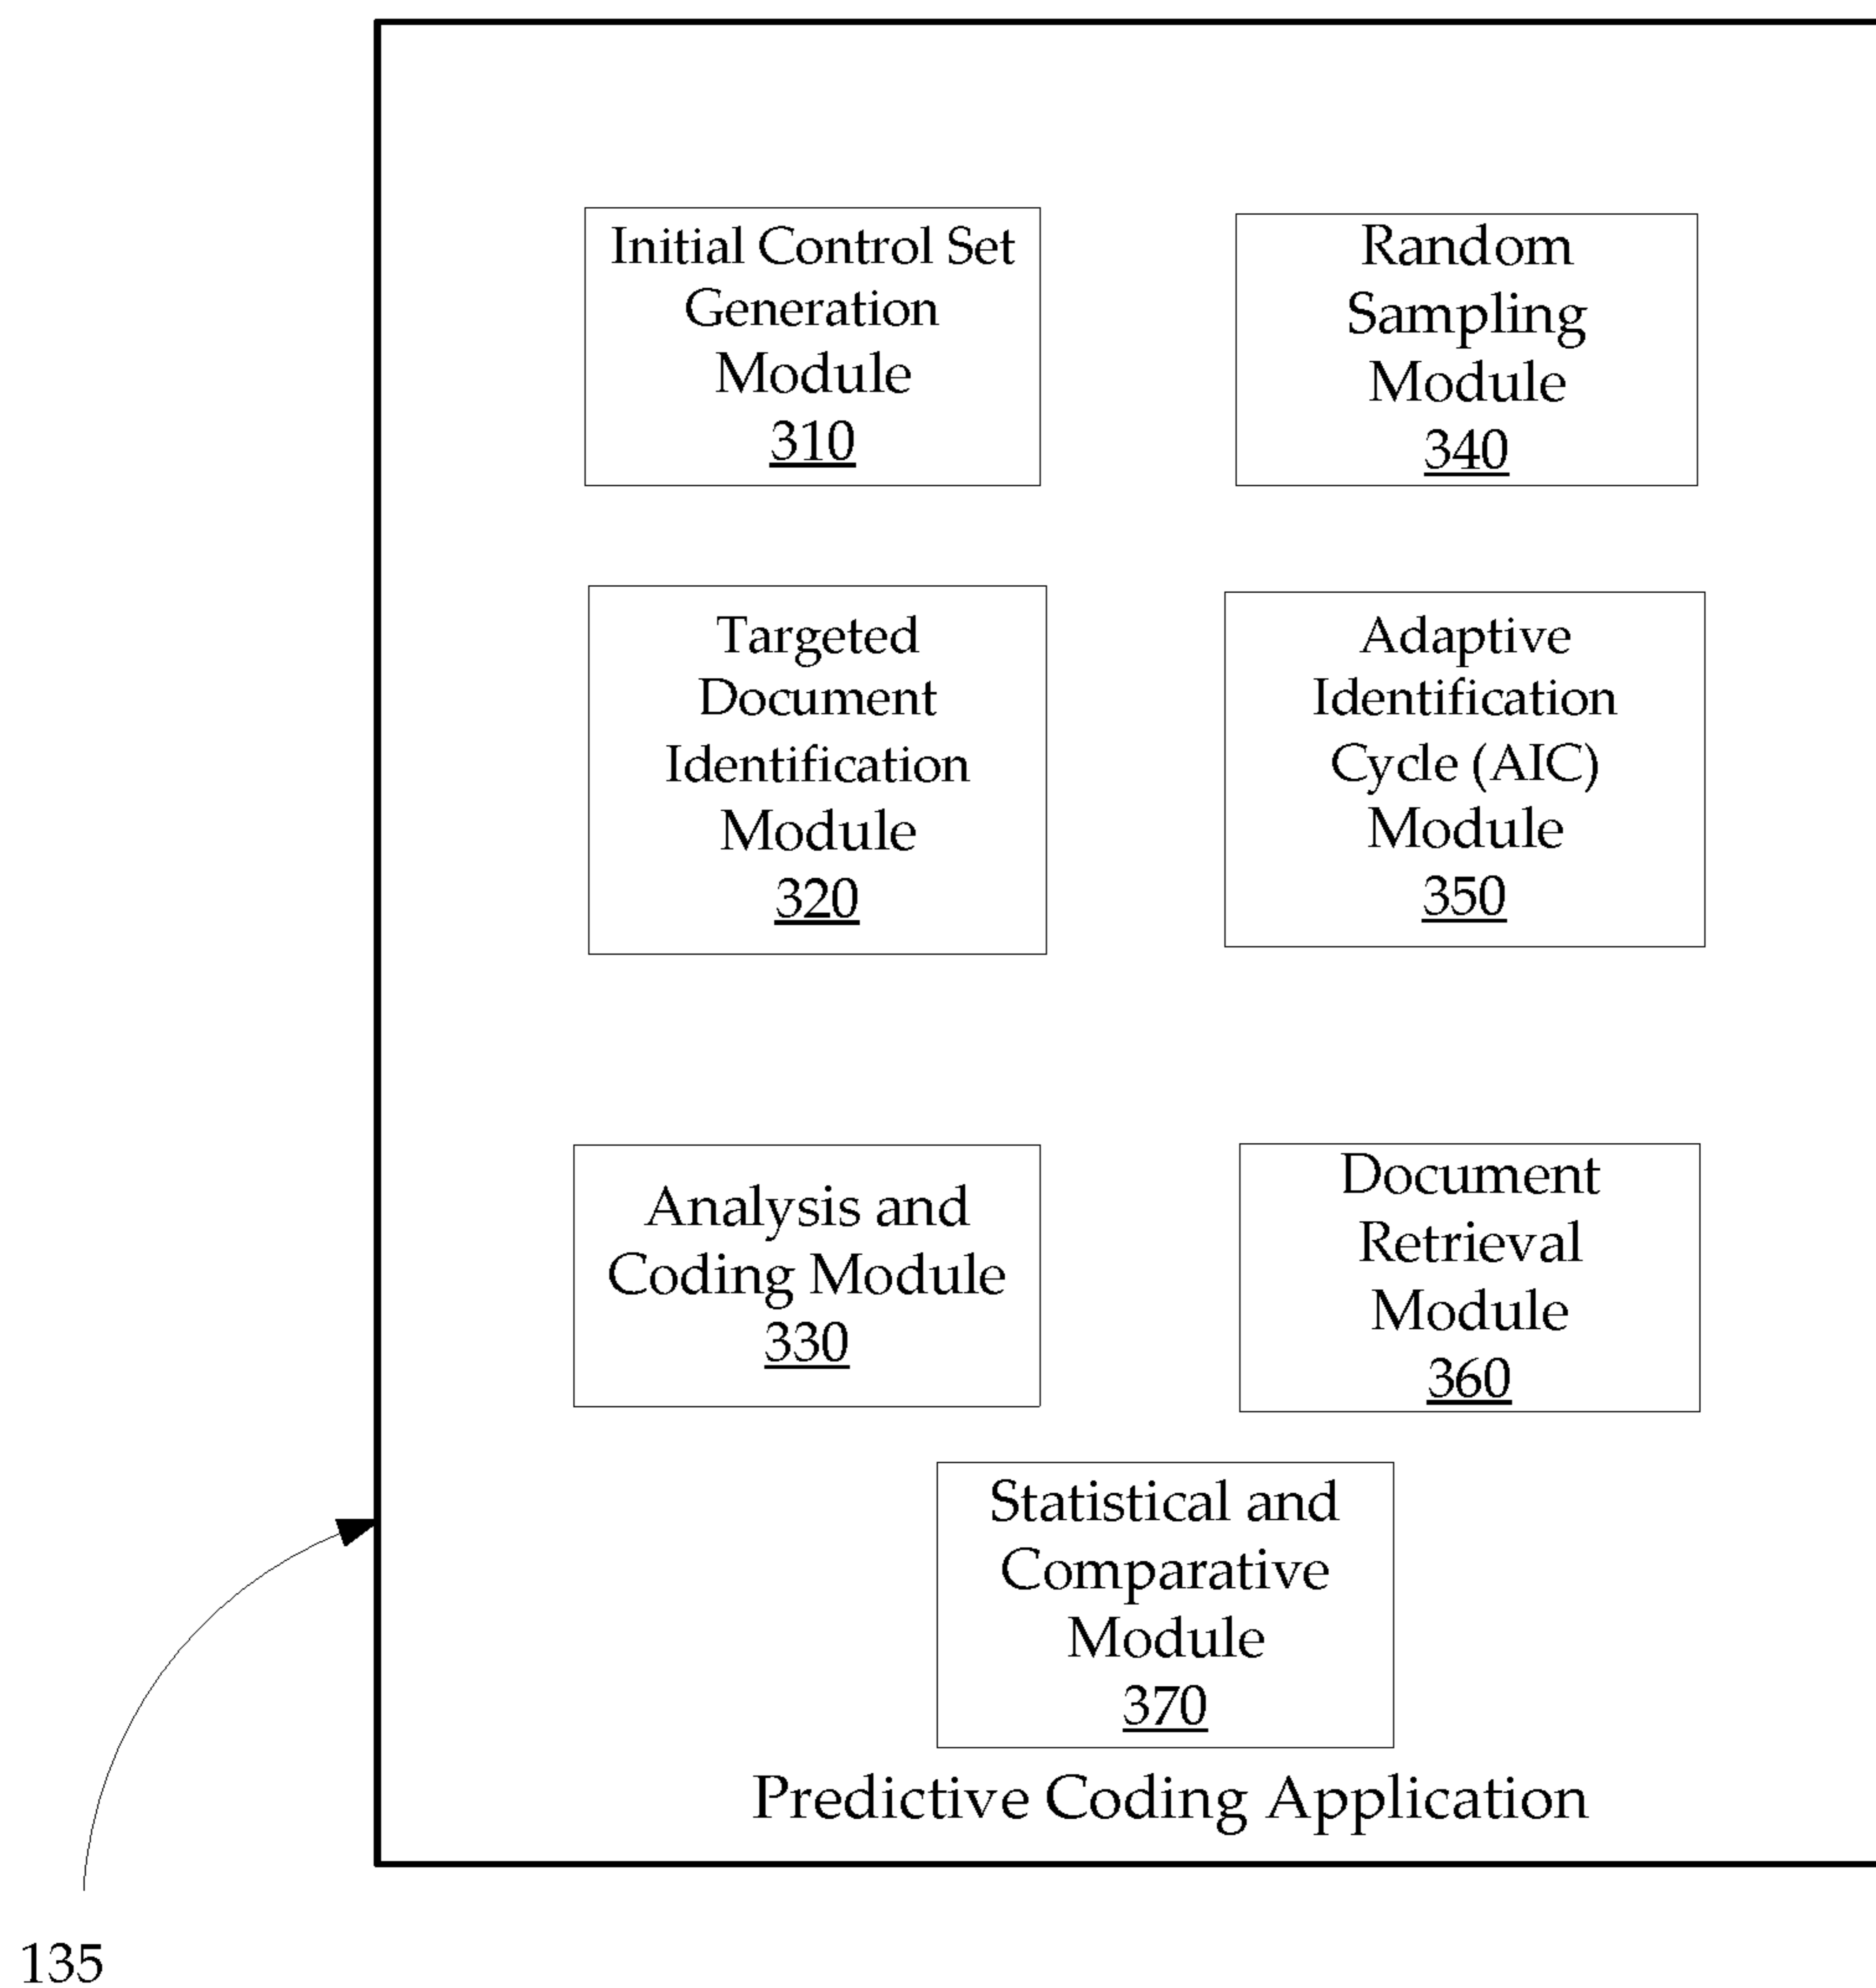 Initial Control Set
Generation
Module
310
Random
Sampling
Module
340
Targeted
Document
Identification
Module
320
Adaptive
Identification
Cycle (AIC)
Module
350
Analysis and
Coding Module
330
Document
Retrieval
Module
360
Statistical and
Comparative
Module
370
Predictive Coding Application
135